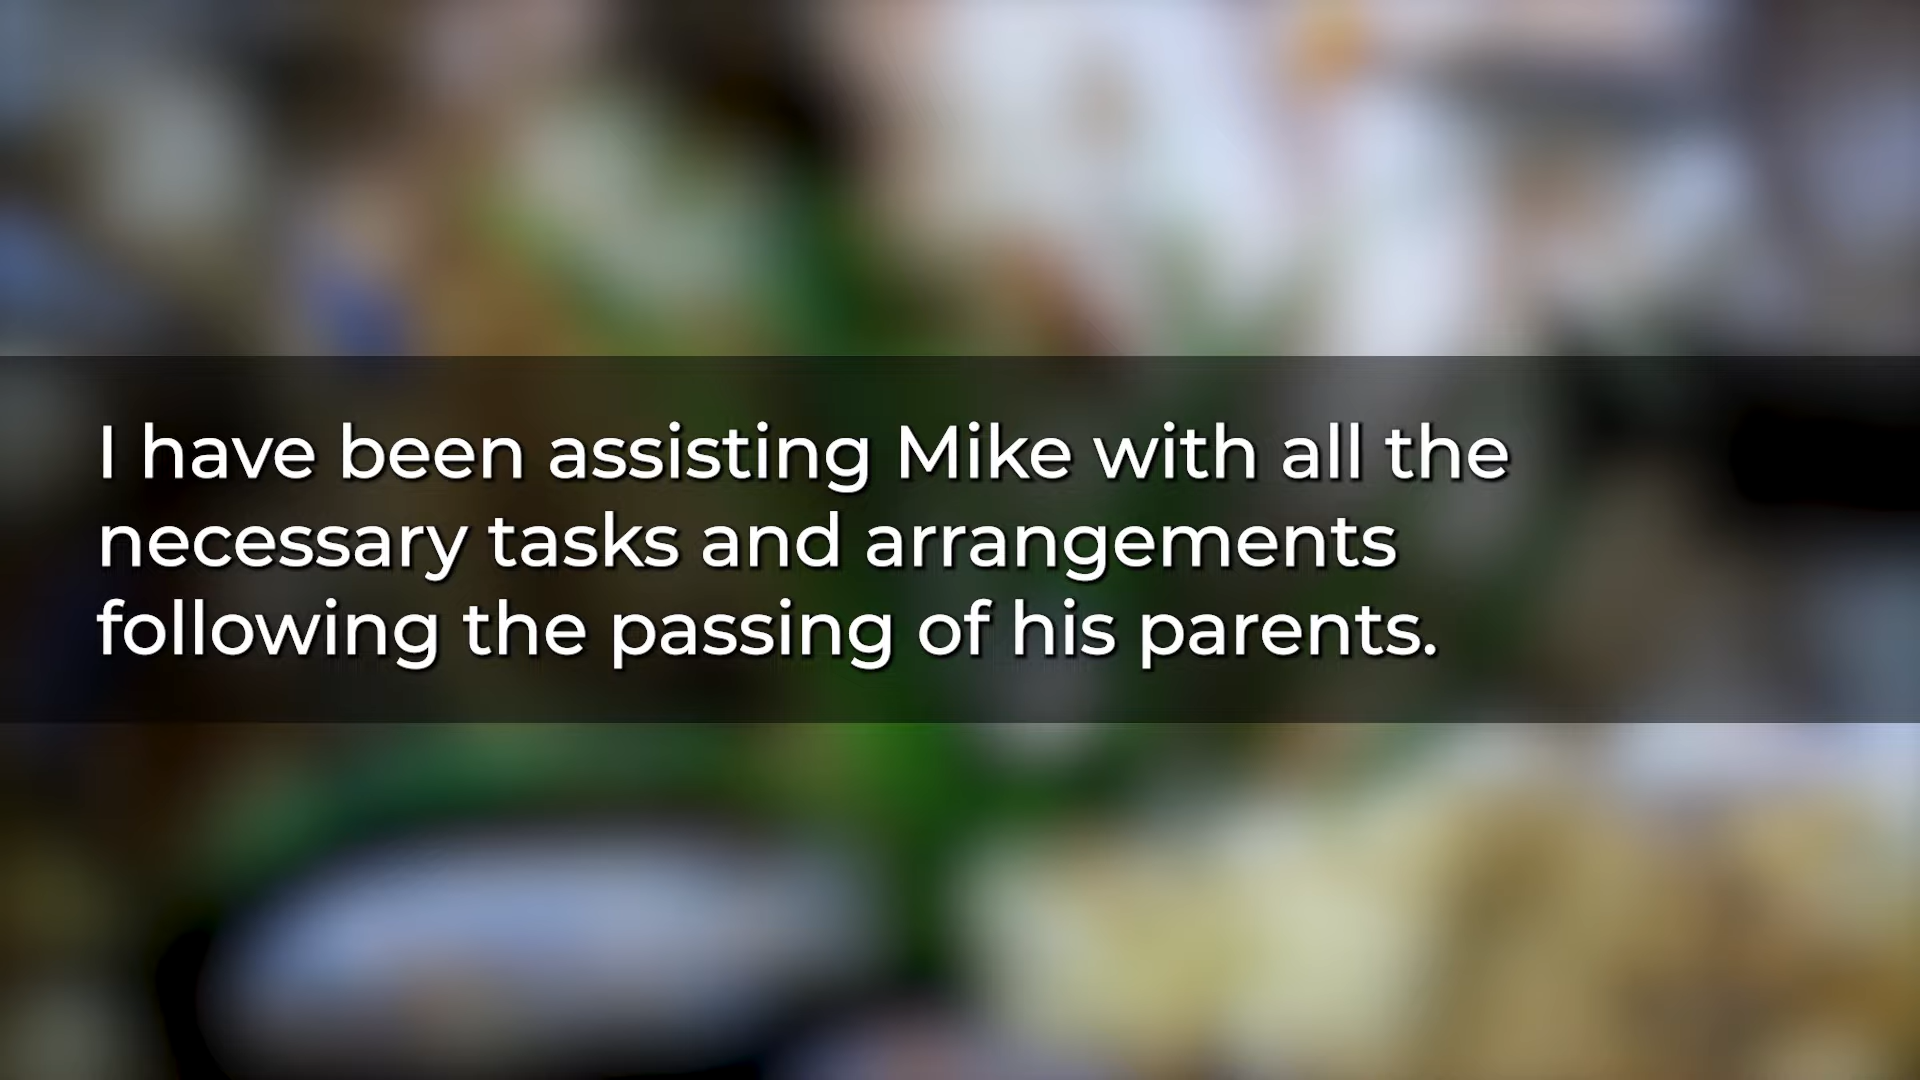 I have been assisting Mike with all the
necessary tasks and arrangements
following the passing of his parents.